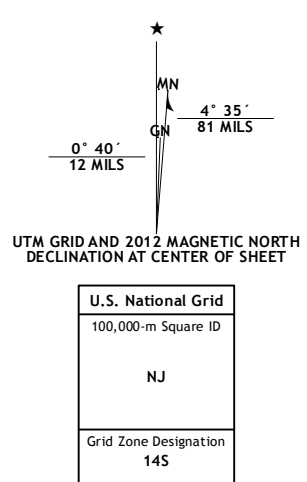 MN
GN
4° 35´
81 MILS
0° 40´
12 MILS
UTM GRID AND 2012 MAGNETIC NORTH
DECLINATION AT CENTER OF SHEET
U.S. National Grid
100,000-m Square ID
NJ
Grid Zone Designation
14S